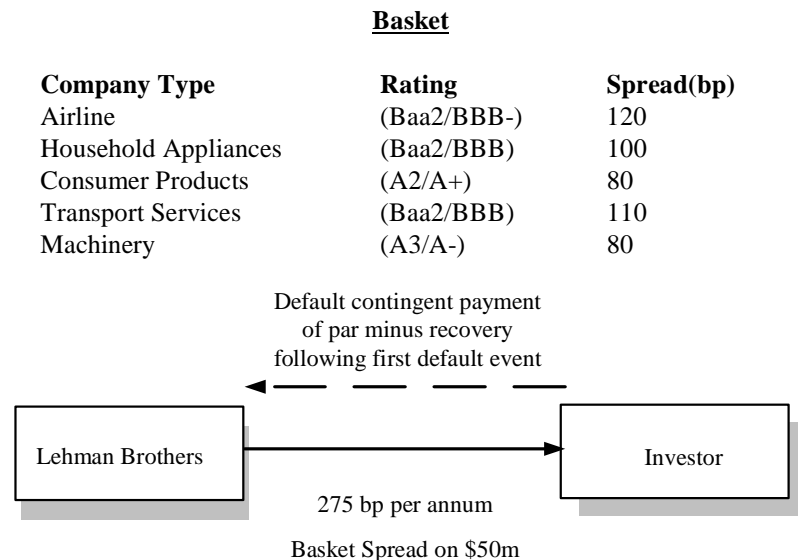 Basket
Company Type Rating Spread(bp)
Airline (Baa2/BBB-) 120
Household Appliances (Baa2/BBB) 100
Consumer Products (A2/A+) 80
Transport Services (Baa2/BBB) 110
Machinery (A3/A-) 80
Default contingent payment
of par minus recovery
following first default event
Lehman Brothers
Investor
275 bp per annum
Basket Spread on $50m